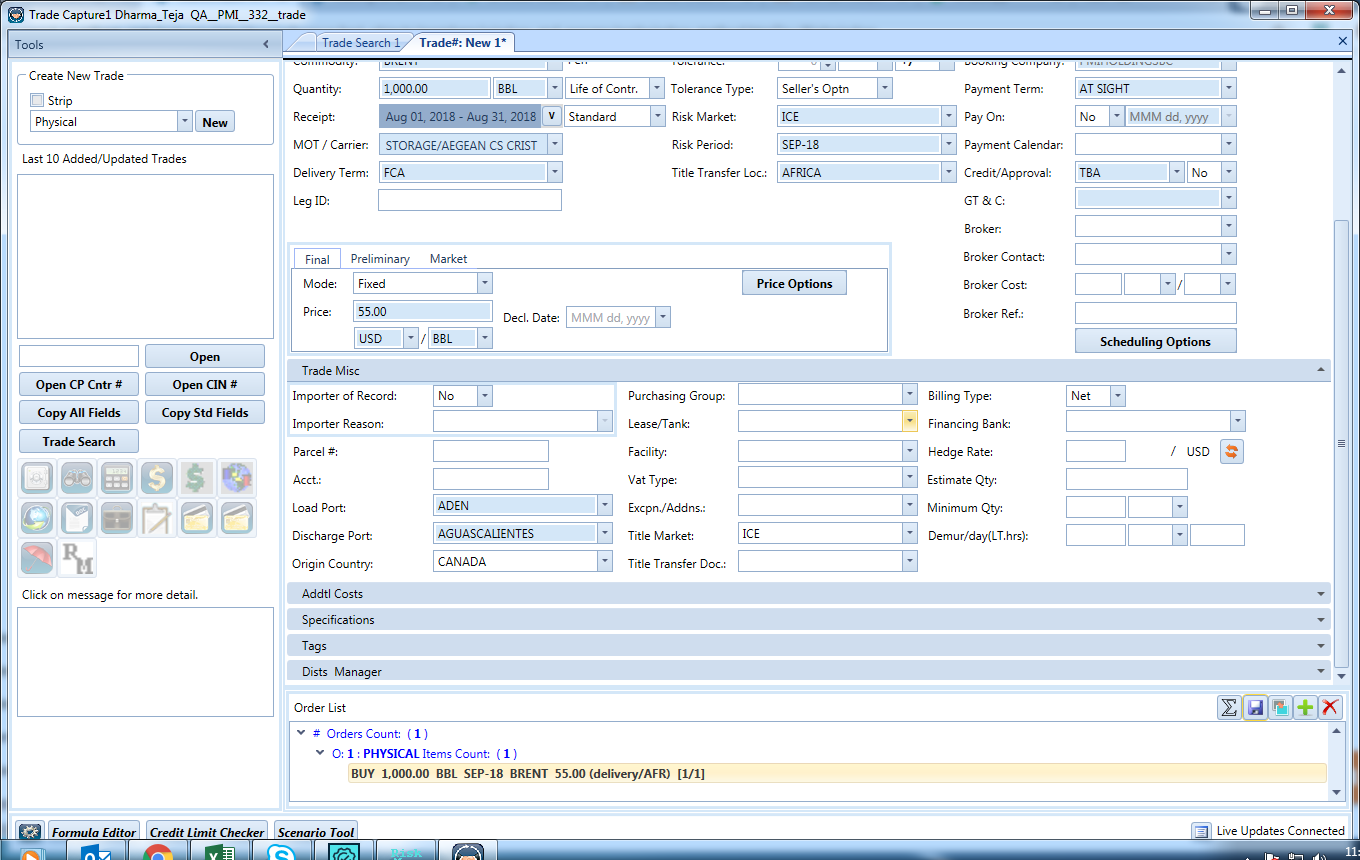 Trade Capture1 Dharma_Teja QA__PMI__332__trade
Tools
Trade Search 1
Trade#: New 1*
Create New Trade
Strip
Physical
New
Last 10 Added/Updated Trades
Open
Open CP Cntr #
Open CIN #
Copy All Fields
Copy Std Fields
Trade Search
Click on message for more detail.
Commodity: BRENT Tolerance: Booking Company: PMIHOLDINGSBC
Quantity: 1,000.00 BBL Life of Contr. Tolerance Type: Seller's Optn Payment Term: AT SIGHT
Receipt: Aug 01, 2018 - Aug 31, 2018 V Standard Risk Market: ICE Pay On: No MMM dd, yyyy
MOT / Carrier: STORAGE/AEGEAN CS CRIST Risk Period: SEP-18 Payment Calendar:
Delivery Term: FCA Title Transfer Loc.: AFRICA Credit/Approval: TBA No
Leg ID: GT & C:
Broker:
Broker Contact:
Broker Cost: /
Broker Ref.:
Scheduling Options
Final Preliminary Market
Mode: Fixed Price Options
Price: 55.00 Decl. Date: MMM dd, yyyy
USD / BBL
Trade Misc
Importer of Record: No Purchasing Group: Billing Type: Net
Importer Reason: Lease/Tank: Financing Bank:
Parcel #: Facility: Hedge Rate: / USD
Acct.: Vat Type: Estimate Qty:
Load Port: ADEN Excpn./Addns.: Minimum Qty:
Discharge Port: AGUASCALIENTES Title Market: ICE Demur/day(LT.hrs):
Origin Country: CANADA Title Transfer Doc.:
Addtl Costs
Specifications
Tags
Dists Manager
Order List
# Orders Count: ( 1 )
O: 1 : PHYSICAL Items Count: ( 1 )
BUY 1,000.00 BBL SEP-18 BRENT 55.00 (delivery/AFR) [1/1]
Formula Editor Credit Limit Checker Scenario Tool
Live Updates Connected